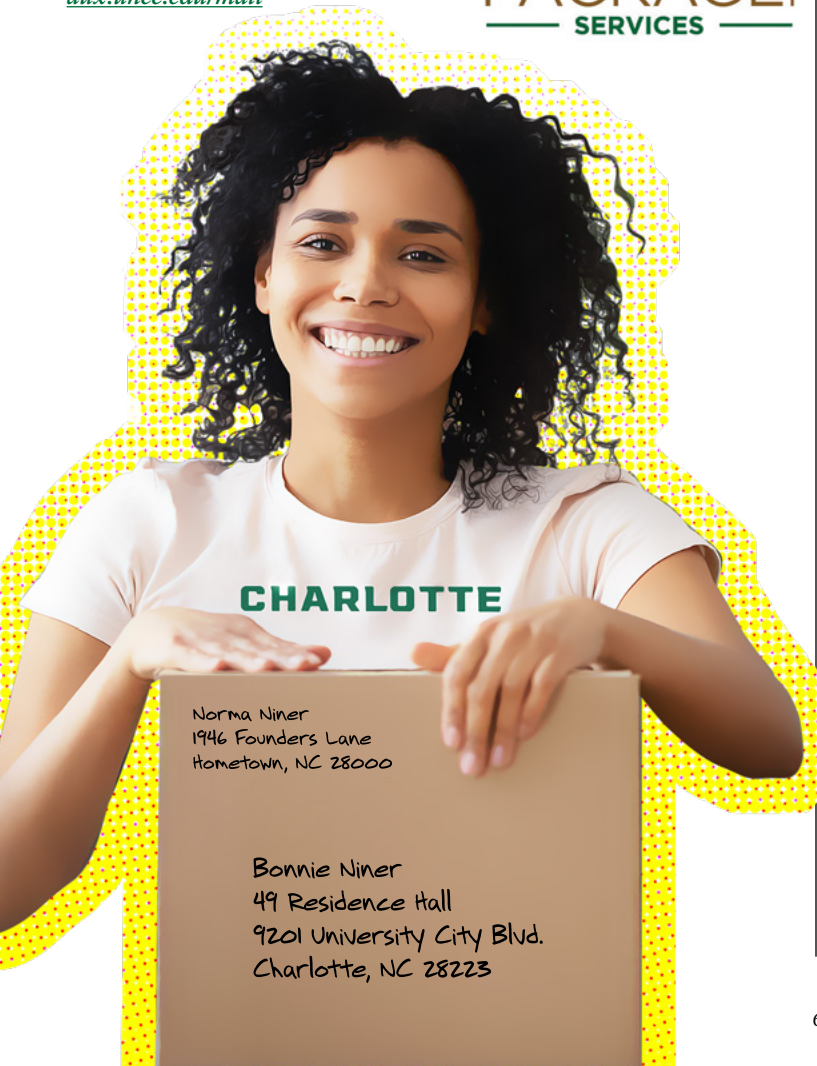 SERVICES
CHARLOTTE
Norma Niner
1946 Founders Lane
Hometown, NC 28000
Bonnie Niner
49 Residence Hall
9201 University City Blvd.
Charlotte, NC 28223